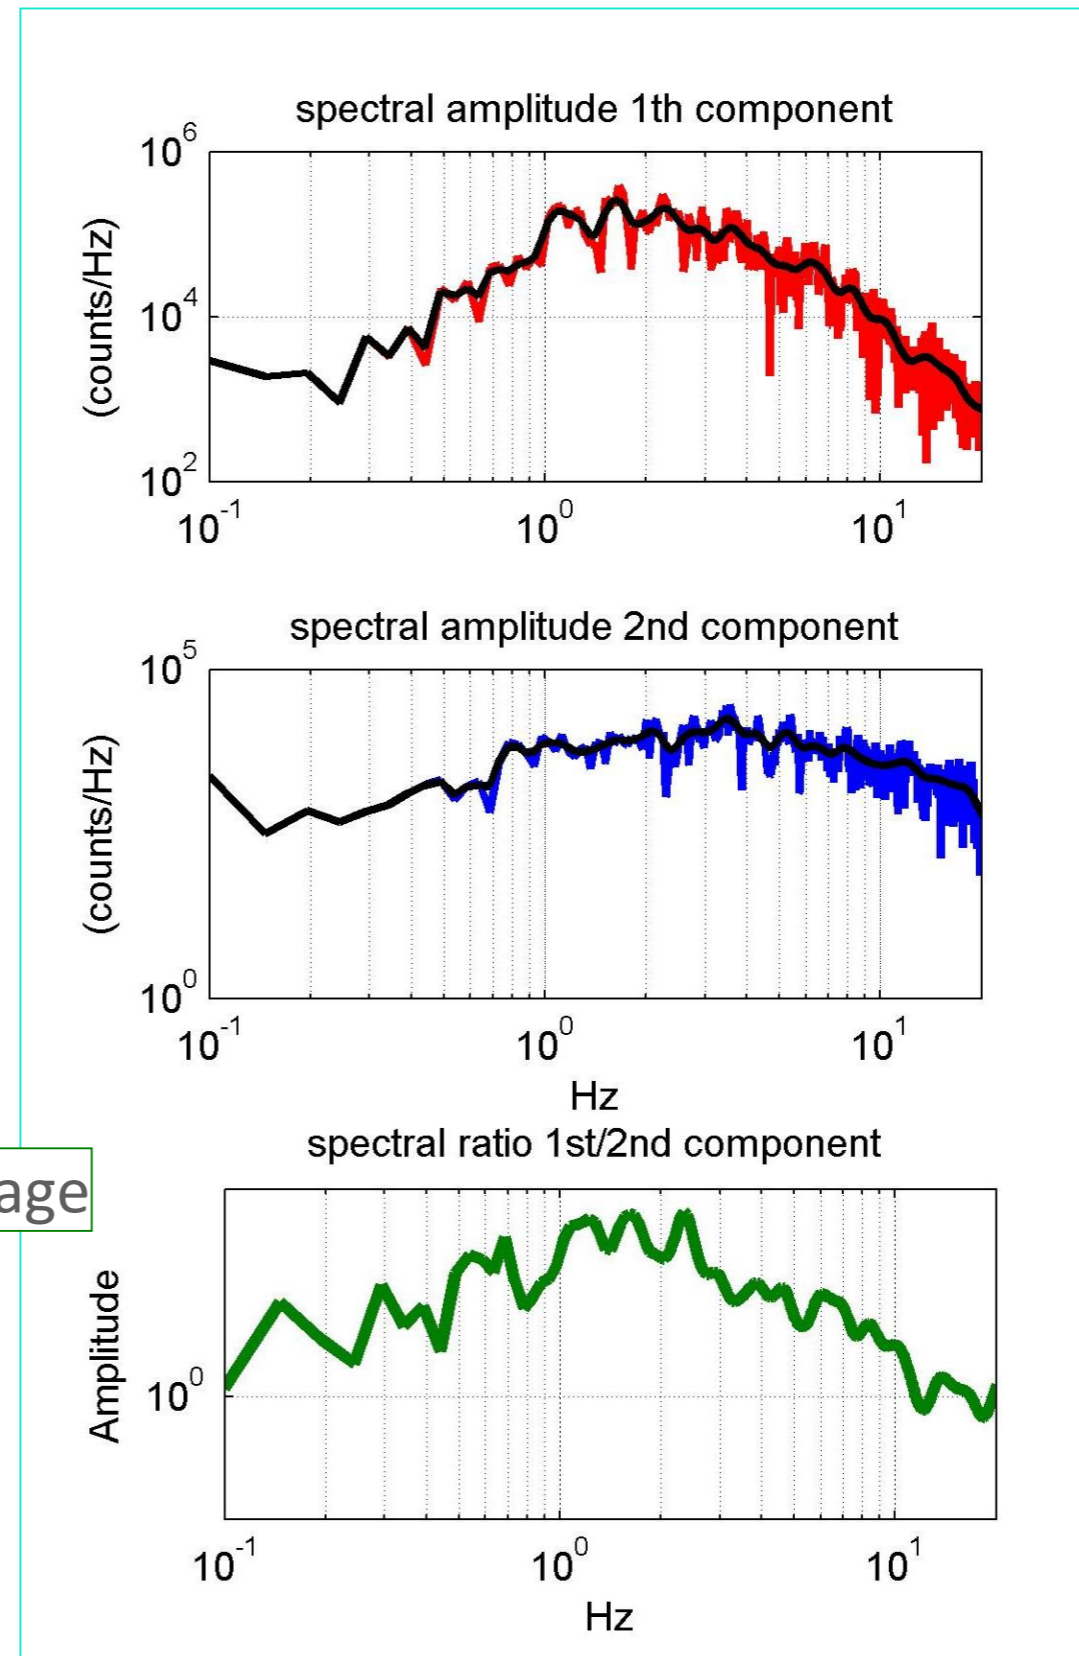 spectral amplitude 1th component
10^6
10^4
10^2
(counts/Hz)
10^-1 10^0 10^1
spectral amplitude 2nd component
10^5
10^0
(counts/Hz)
10^-1 10^0 10^1
Hz
spectral ratio 1st/2nd component
age
Amplitude
10^0
10^-1 10^0 10^1
Hz